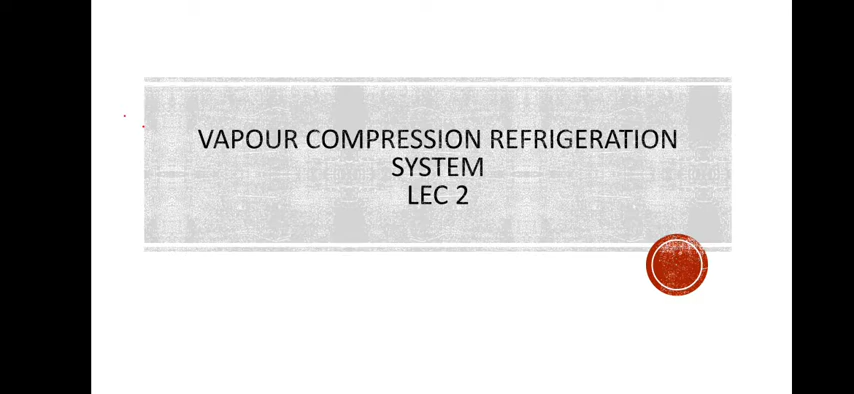 VAPOUR COMPRESSION REFRIGERATION
SYSTEM
LEC 2